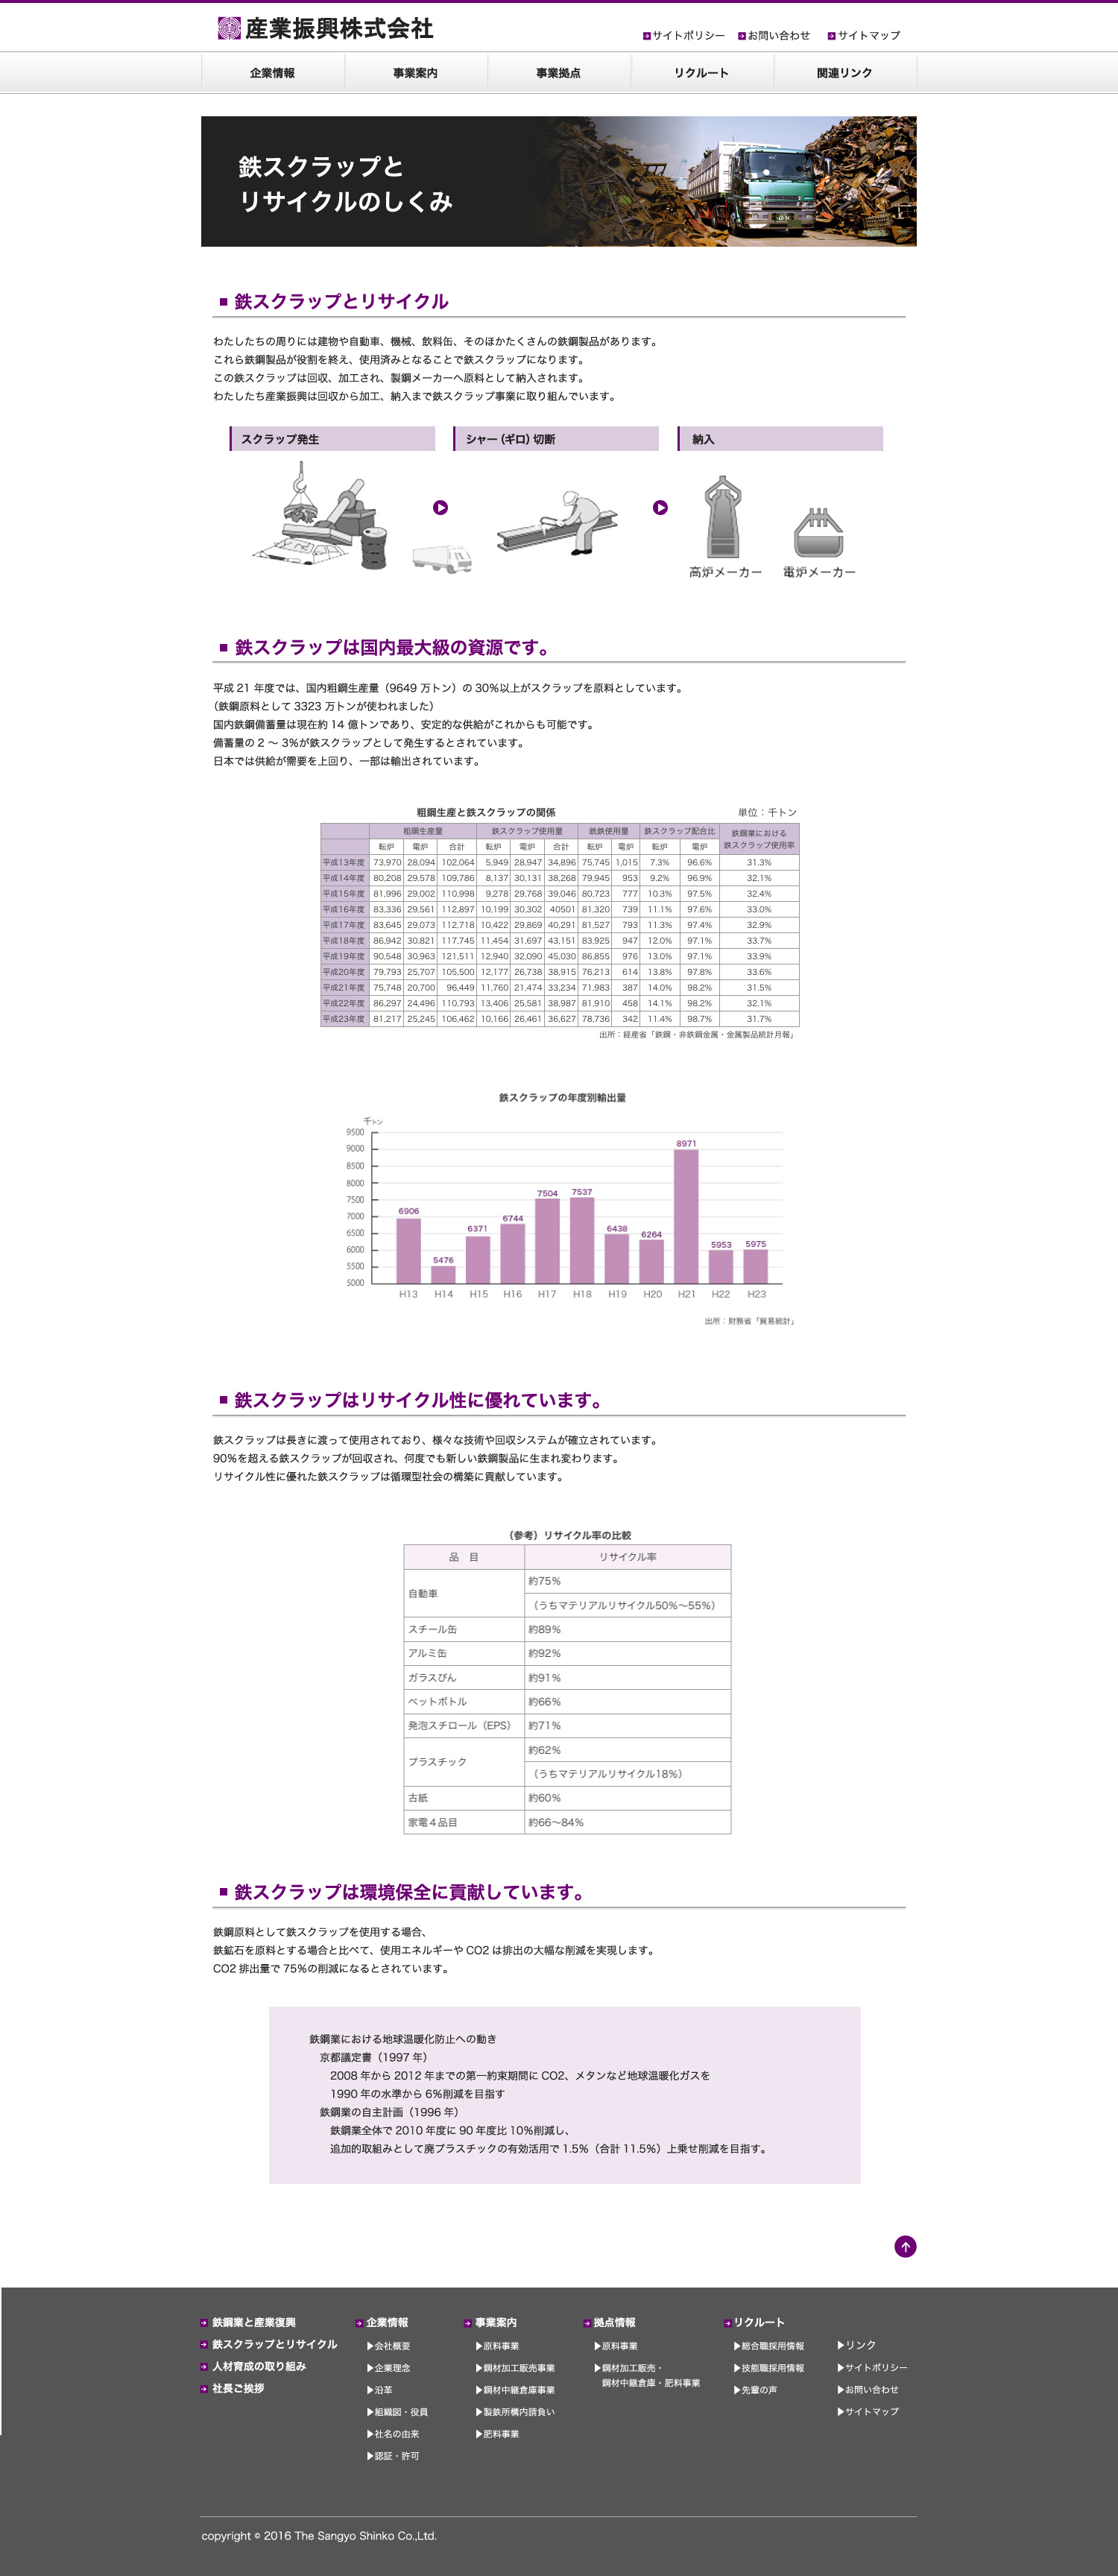 産業振興株式会社
サイトポリシー お問い合わせ サイトマップ
企業情報 事業案内 事業拠点 リクルート 関連リンク
鉄スクラップと
リサイクルのしくみ
鉄スクラップとリサイクル
わたしたちの周りには建物や自動車、機械、飲料缶、そのほかたくさんの鉄鋼製品があります。
これら鉄鋼製品が役割を終え、使用済みとなることで鉄スクラップになります。
この鉄スクラップは回収、加工され、製鋼メーカーへ原料として納入されます。
わたしたち産業振興は回収から加工、納入まで鉄スクラップ事業に取り組んでいます。
スクラップ発生 シャー（ギロ）切断 納入
高炉メーカー 電炉メーカー
鉄スクラップは国内最大級の資源です。
平成 21 年度では、国内粗鋼生産量（9649 万トン）の 30％以上がスクラップを原料としています。
（鉄鋼原料として 3323 万トンが使われました）
国内鉄鋼備蓄量は現在約 14 億トンであり、安定的な供給がこれからも可能です。
備蓄量の 2 〜 3％が鉄スクラップとして発生するとされています。
日本では供給が需要を上回り、一部は輸出されています。
粗鋼生産と鉄スクラップの関係 単位：千トン
粗鋼生産量 鉄スクラップ使用量 銑鉄使用量 鉄スクラップ配合比 鉄鋼業における
鉄スクラップ使用率
転炉 電炉 合計 転炉 電炉 合計 転炉 電炉 転炉 電炉
平成13年度 73,970 28,094 102,064 5,949 28,947 34,896 75,745 1,015 7.3% 96.6% 31.3%
平成14年度 80,208 29,578 109,786 8,137 30,131 38,268 79,945 953 9.2% 96.9% 32.1%
平成15年度 81,996 29,002 110,998 9,278 29,768 39,046 80,723 777 10.3% 97.5% 32.4%
平成16年度 83,336 29,561 112,897 10,199 30,302 40501 81,320 739 11.1% 97.6% 33.0%
平成17年度 83,645 29,073 112,718 10,422 29,869 40,291 81,527 793 11.3% 97.4% 32.9%
平成18年度 86,942 30,821 117,745 11,454 31,697 43,151 83,925 947 12.0% 97.1% 33.7%
平成19年度 90,548 30,963 121,511 12,940 32,090 45,030 86,855 976 13.0% 97.1% 33.9%
平成20年度 79,793 25,707 105,500 12,177 26,738 38,915 76,213 614 13.8% 97.8% 33.6%
平成21年度 75,748 20,700 96,449 11,760 21,474 33,234 71,983 387 14.0% 98.2% 31.5%
平成22年度 86,297 24,496 110,793 13,406 25,581 38,987 81,910 458 14.1% 98.2% 32.1%
平成23年度 81,217 25,245 106,462 10,166 26,461 36,627 78,736 342 11.4% 98.7% 31.7%
出所：経産省「鉄鋼・非鉄鋼金属・金属製品統計月報」
鉄スクラップの年度別輸出量
千トン
9500
9000
8500
8000
7500
7000
6500
6000
5500
5000
6906 5476 6371 6744 7504 7537 6438 6264 8971 5953 5975
H13 H14 H15 H16 H17 H18 H19 H20 H21 H22 H23
出所：財務省「貿易統計」
鉄スクラップはリサイクル性に優れています。
鉄スクラップは長きに渡って使用されており、様々な技術や回収システムが確立されています。
90％を超える鉄スクラップが回収され、何度でも新しい鉄鋼製品に生まれ変わります。
リサイクル性に優れた鉄スクラップは循環型社会の構築に貢献しています。
（参考）リサイクル率の比較
品　目 リサイクル率
自動車 約75％
（うちマテリアルリサイクル50％〜55％）
スチール缶 約89％
アルミ缶 約92％
ガラスびん 約91％
ペットボトル 約66％
発泡スチロール（EPS） 約71％
プラスチック 約62％
（うちマテリアルリサイクル18％）
古紙 約60％
家電４品目 約66〜84％
鉄スクラップは環境保全に貢献しています。
鉄鋼原料として鉄スクラップを使用する場合、
鉄鉱石を原料とする場合と比べて、使用エネルギーや CO2 は排出の大幅な削減を実現します。
CO2 排出量で 75％の削減になるとされています。
鉄鋼業における地球温暖化防止への動き
京都議定書（1997 年）
2008 年から 2012 年までの第一約束期間に CO2、メタンなど地球温暖化ガスを
1990 年の水準から 6％削減を目指す
鉄鋼業の自主計画（1996 年）
鉄鋼業全体で 2010 年度に 90 年度比 10％削減し、
追加的取組みとして廃プラスチックの有効活用で 1.5％（合計 11.5％）上乗せ削減を目指す。
鉄鋼業と産業復興
鉄スクラップとリサイクル
人材育成の取り組み
社長ご挨拶
企業情報
▶会社概要
▶企業理念
▶沿革
▶組織図・役員
▶社名の由来
▶認証・許可
事業案内
▶原料事業
▶鋼材加工販売事業
▶鋼材中継倉庫事業
▶製鉄所構内請負い
▶肥料事業
拠点情報
▶原料事業
▶鋼材加工販売・
鋼材中継倉庫・肥料事業
リクルート
▶総合職採用情報
▶技能職採用情報
▶先輩の声
▶リンク
▶サイトポリシー
▶お問い合わせ
▶サイトマップ
copyright © 2016 The Sangyo Shinko Co.,Ltd.